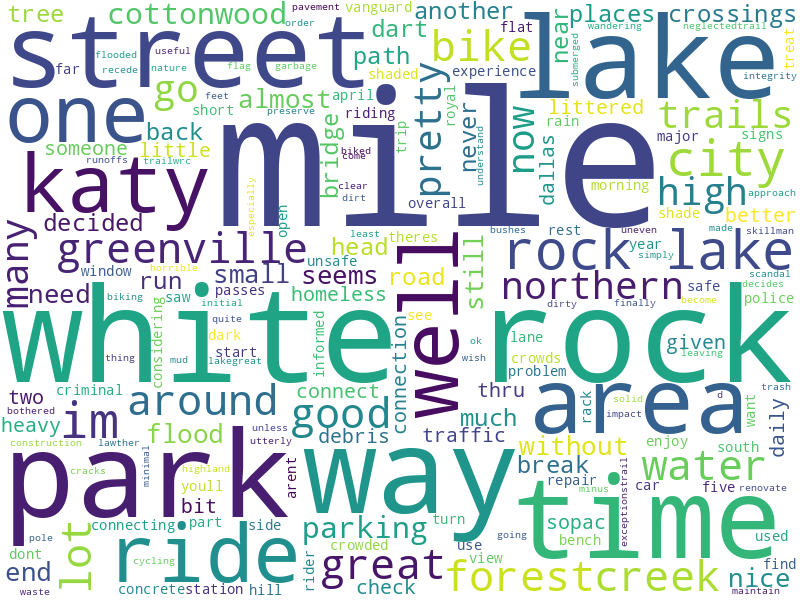 tree
cottonwood
order
pavement
vanguard
another
places
crossings
neglectedtrail
flooded
recede
useful
nature
far
street
dart
path
bike
flat
near
wandering
lake
submerged
integrity
treat
one
feet
flag
garbage
preserve
go
almost
short
april
shaded
experience
pretty
royal
littered
rain
trails
major
signs
back
someone
little
runoffs
trailwrc
mile
bridge
riding
biked
come
clear
dirt
trip
never
understand
now
dallas
city
katy
especially
overall
morning
high
shade
approach
better
decided
open
least
theres
bushes
rest
uneven
made
skillman
many
greenville
head
unsafe
well
still
rock
lake
year
simply
window
horrible
small
seems
road
northern
safe
scandal
need
run
biking
saw
passes
homeless
see
dirty
finally
become
decides
police
white
initial
quite
dark
thing
mud
lakegreat
start
considering
informed
connection
ok
wish
lane
crowds
problem
rock
given
leaving
two
criminal
connect
thru
area
rack
solid
d
trash
bothered
im
around
good
much
impact
want
daily
heavy
construction
lawther
flood
unless
utterly
debris
traffic
without
enjoy
south
park
cracks
minimal
highland
youll
arent
way
break
repair
water
exceptionstrail
car
five
renovate
bit
parking
turn
time
minus
sopac
bench
used
lot
connecting
part
side
dont
pole
ride
crowded
use
view
going
end
cycling
rider
great
forest
creek
nice
find
waste
concrete
station
hill
check
maintain